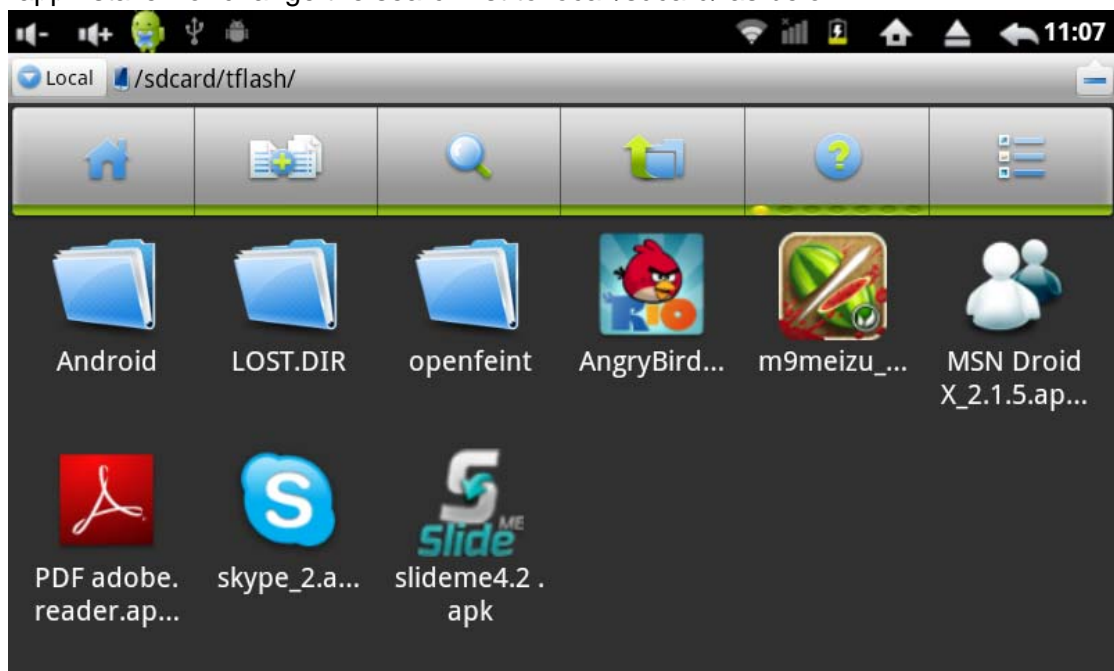 11:07
Local /sdcard/tflash/
Android LOST.DIR openfeint AngryBird... m9meizu_... MSN Droid
X_2.1.5.ap...
RIO
PDF adobe. skype_2.a... slideme4.2 .
reader.ap... apk
S
Slide ME